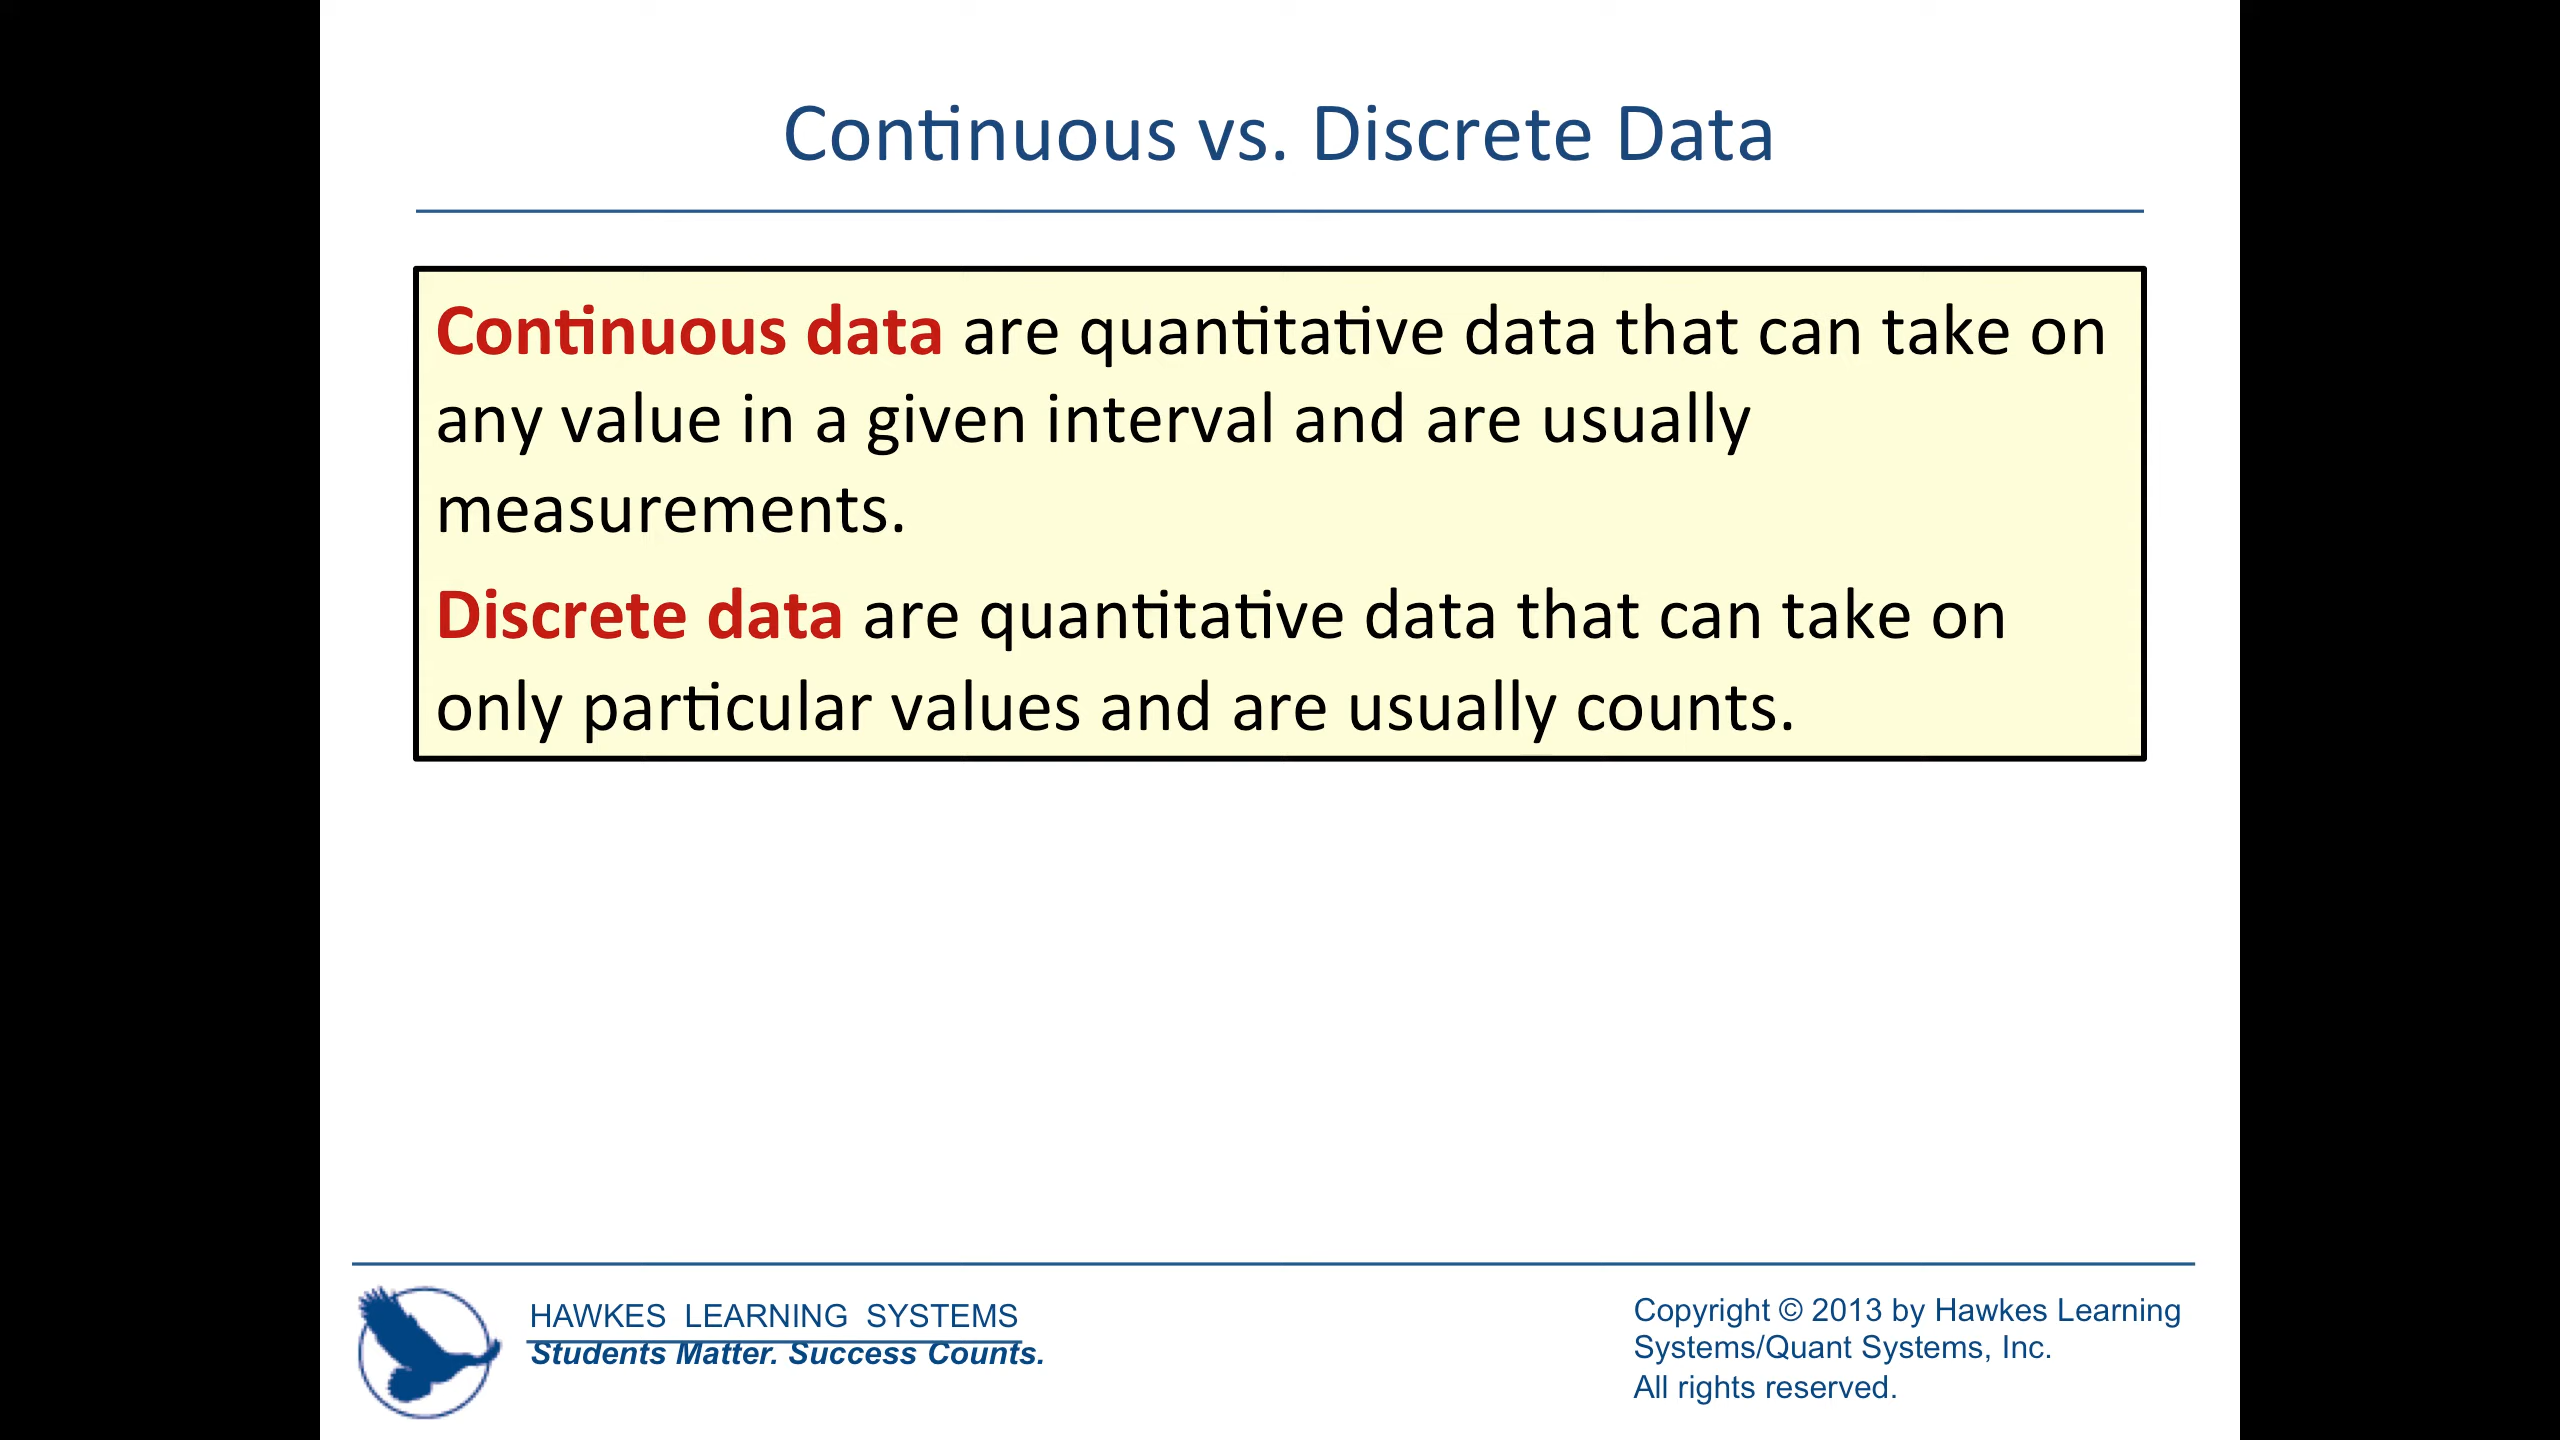 Continuous vs. Discrete Data
Continuous data are quantitative data that can take on
any value in a given interval and are usually
measurements.
Discrete data are quantitative data that can take on
only particular values and are usually counts.
HAWKES LEARNING SYSTEMS
Students Matter. Success Counts.
Copyright © 2013 by Hawkes Learning
Systems/Quant Systems, Inc.
All rights reserved.